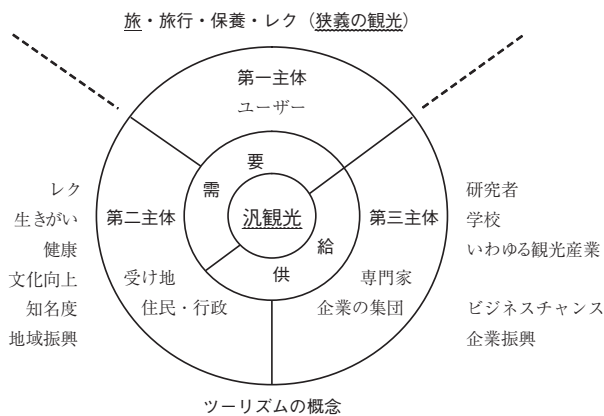 旅・旅行・保養・レク（狭義の観光）
第一主体
ユーザー
要
需
汎観光
給
供
第二主体
受け地
住民・行政
第三主体
専門家
企業の集団
レク
生きがい
健康
文化向上
知名度
地域振興
研究者
学校
いわゆる観光産業
ビジネスチャンス
企業振興
ツーリズムの概念